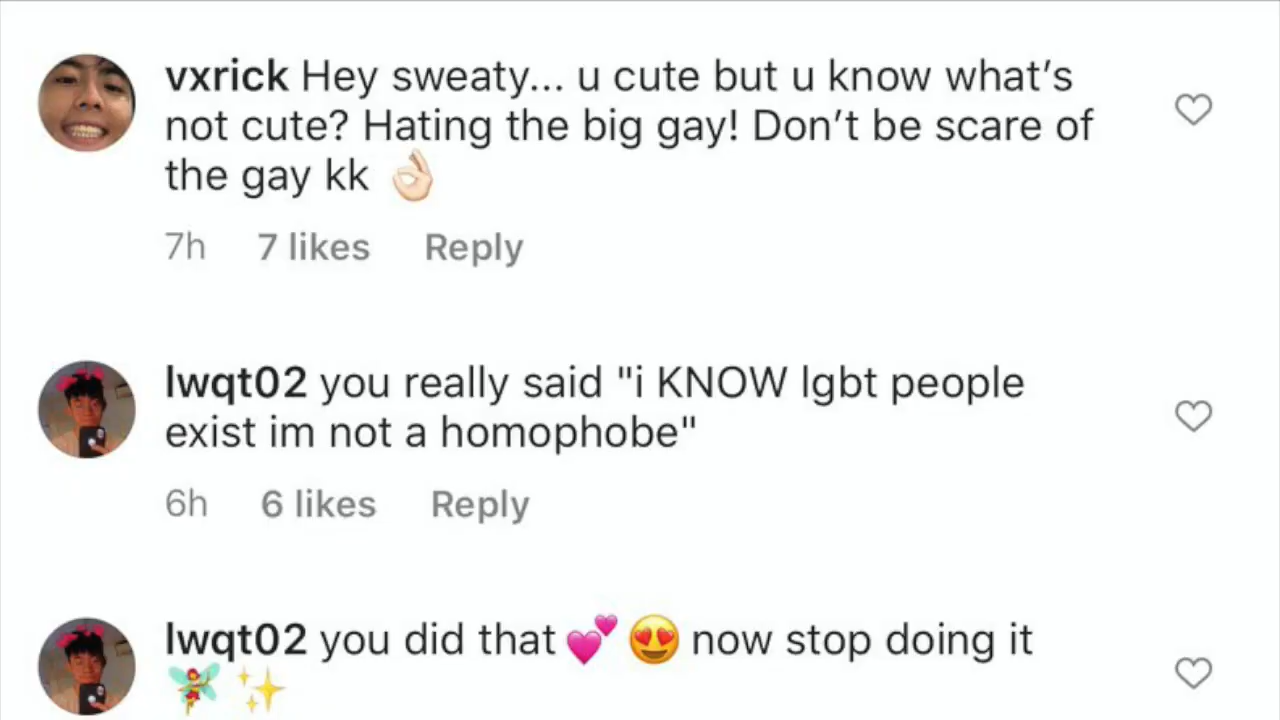 vxrick Hey sweaty... u cute but u know what's
not cute? Hating the big gay! Don't be scare of
the gay kk 👌🏻
7h 7 likes Reply
lwqt02 you really said "i KNOW lgbt people
exist im not a homophobe"
6h 6 likes Reply
lwqt02 you did that 💕😍 now stop doing it
🧚✨